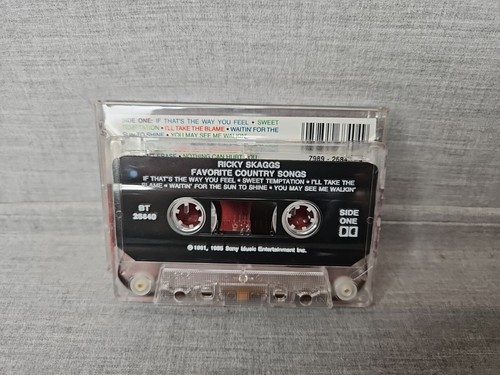 SIDE ONE: IF THAT'S THE WAY YOU FEEL • SWEET
TEMPTATION • I'LL TAKE THE BLAME • WAITIN' FOR THE
TO SHINE • YOU MAY SEE ME
RICKY SKAGGS
FAVORITE COUNTRY SONGS
IF THAT'S THE WAY YOU FEEL • SWEET TEMPTATION • I'LL TAKE THE
BLAME • WAITIN' FOR THE SUN TO SHINE • YOU MAY SEE ME WALKIN'
BT
SIDE
ONE
© 1981, 1985 Sony Music Entertainment Inc.